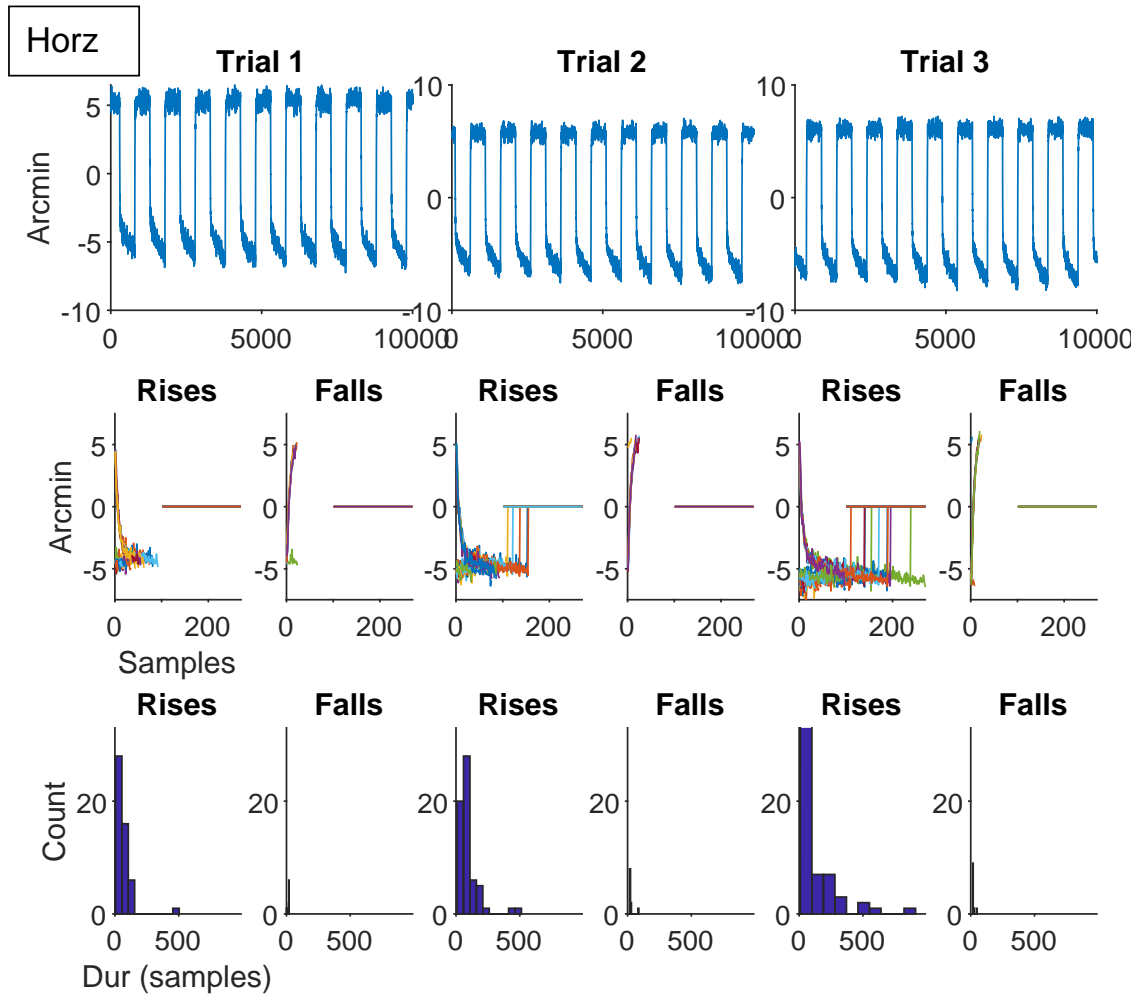 Horz
Trial 1 Trial 2 Trial 3
5 10 10
0 0 0
-5
-10 -10 -10
Arcmin
0 5000 10000 0 5000 10000 0 5000 10000
Rises Falls Rises Falls Rises Falls
5 5 5 5 5 5
0 0 0 0 0 0
-5 -5 -5 -5 -5 -5
Arcmin
0 200 0 200 0 200 0 200 0 200 0 200
Samples
Rises Falls Rises Falls Rises Falls
20 20 20 20 20 20
0 0 0 0 0 0
Count
0 500 0 500 0 500 0 500 0 500 0 500
Dur (samples)